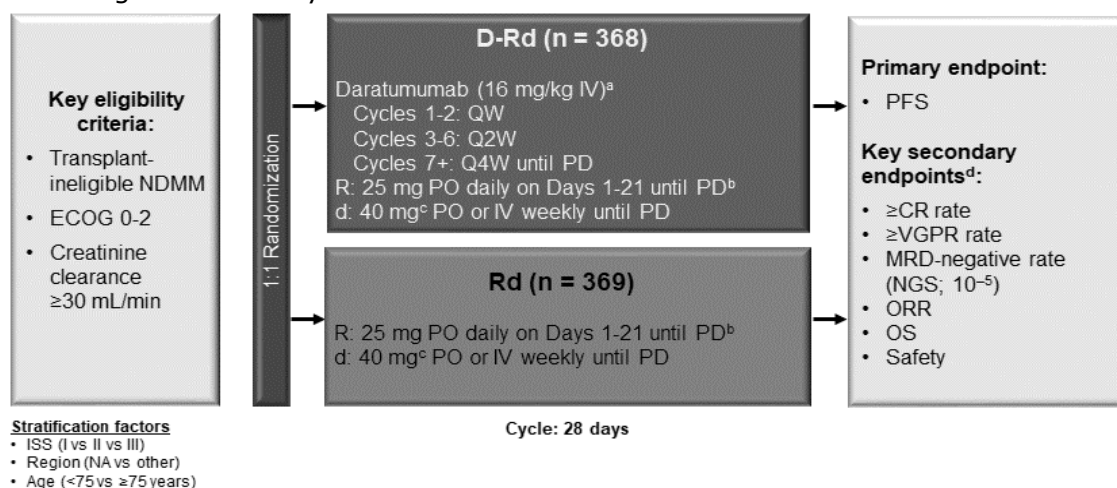 Key eligibility
criteria:
• Transplant-
ineligible NDMM
• ECOG 0-2
• Creatinine
clearance
≥30 mL/min
1:1 Randomization
D-Rd (n = 368)
Daratumumab (16 mg/kg IV)ᵃ
Cycles 1-2: QW
Cycles 3-6: Q2W
Cycles 7+: Q4W until PD
R: 25 mg PO daily on Days 1-21 until PDᵇ
d: 40 mgᶜ PO or IV weekly until PD
Rd (n = 369)
R: 25 mg PO daily on Days 1-21 until PDᵇ
d: 40 mgᶜ PO or IV weekly until PD
Primary endpoint:
• PFS
Key secondary
endpointsᵈ:
• ≥CR rate
• ≥VGPR rate
• MRD-negative rate
(NGS; 10⁻⁵)
• ORR
• OS
• Safety
Stratification factors
• ISS (I vs II vs III)
• Region (NA vs other)
• Age (<75 vs ≥75 years)
Cycle: 28 days